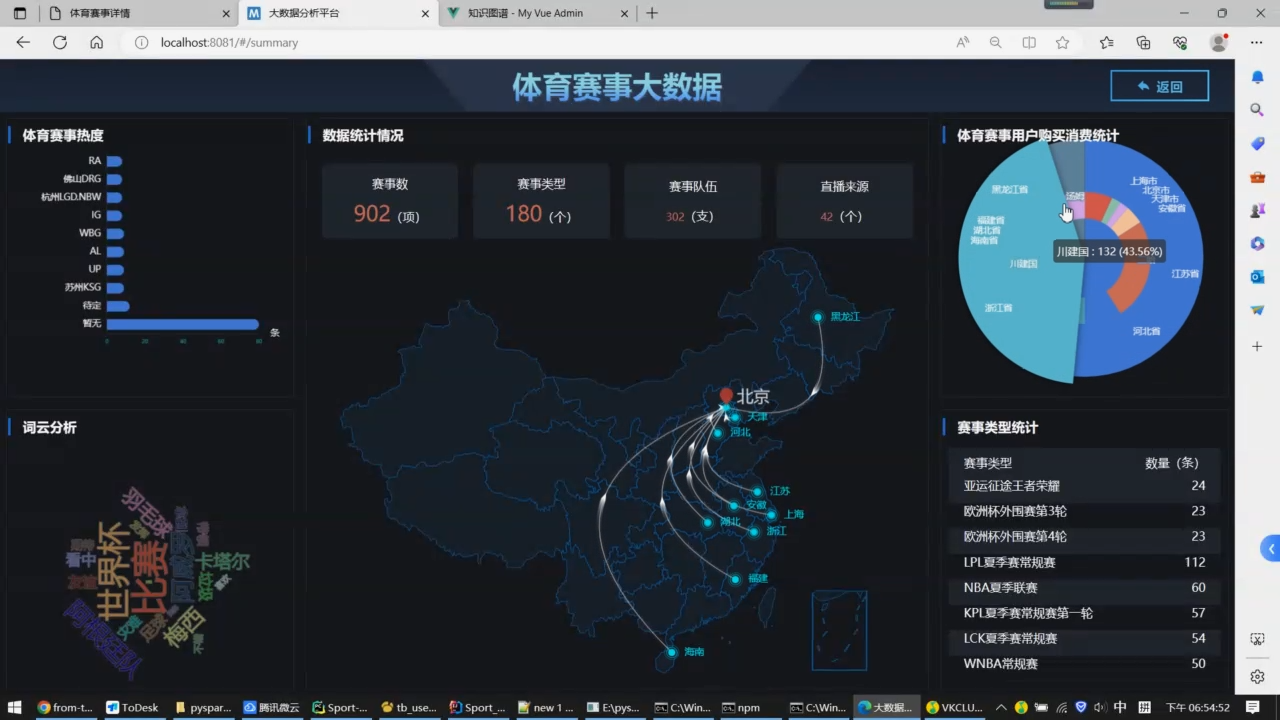 体育赛事详情
大数据分析平台
知识图谱 - My Vue Admin
localhost:8081/#/summary
体育赛事大数据
返回
体育赛事热度
RA
佛山DRG
杭州LGD.NBW
IG
WBG
AL
UP
苏州KSG
待定
暂无
条
0 20 40 60 80
词云分析
世界杯
比赛
羽毛球
卡塔尔
梅西
数据统计情况
赛事数
902 (项)
赛事类型
180 (个)
赛事队伍
302 (支)
直播来源
42 (个)
黑龙江
北京
天津
河北
江苏
安徽
上海
湖北
浙江
福建
海南
体育赛事用户购买消费统计
黑龙江省
福建省
湖北省
海南省
川建国
浙江省
汤姆
上海市
北京市
天津市
安徽省
江苏省
河北省
川建国 : 132 (43.56%)
赛事类型统计
赛事类型 数量（条）
亚运征途王者荣耀 24
欧洲杯外围赛第3轮 23
欧洲杯外围赛第4轮 23
LPL夏季赛常规赛 112
NBA夏季联赛 60
KPL夏季赛常规赛第一轮 57
LCK夏季赛常规赛 54
WNBA常规赛 50
from-t...
ToDesk
pyspar...
腾讯微云
Sport-...
tb_use...
Sport_...
new 1 ...
E:\pys...
C:\Win...
npm
C:\Win...
大数据...
VKCLU...
中
拼
下午 06:54:52